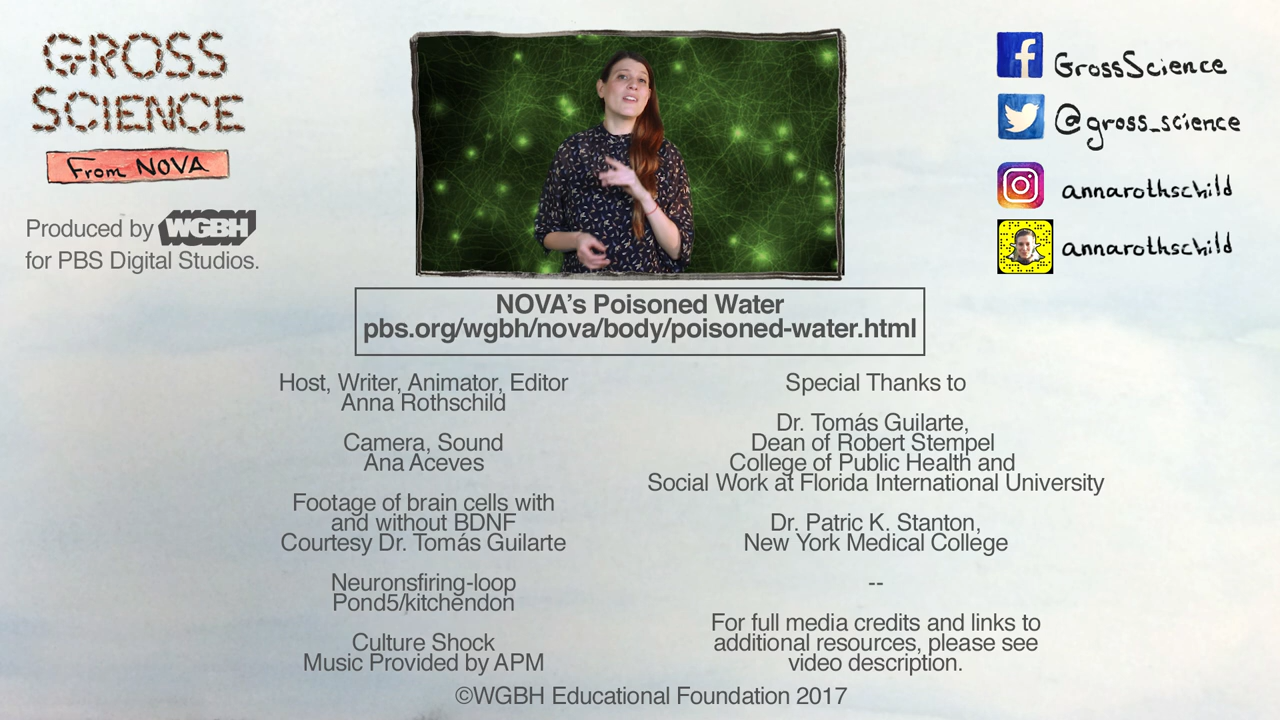 GROSS
SCIENCE
From NOVA
Produced by WGBH
for PBS Digital Studios.
GrossScience
@gross_science
annarothschild
annarothschild
NOVA's Poisoned Water
pbs.org/wgbh/nova/body/poisoned-water.html
Host, Writer, Animator, Editor
Anna Rothschild
Camera, Sound
Ana Aceves
Footage of brain cells with
and without BDNF
Courtesy Dr. Tomás Guilarte
Neuronsfiring-loop
Pond5/kitchendon
Culture Shock
Music Provided by APM
Special Thanks to
Dr. Tomás Guilarte,
Dean of Robert Stempel
College of Public Health and
Social Work at Florida International University
Dr. Patric K. Stanton,
New York Medical College
--
For full media credits and links to
additional resources, please see
video description.
©WGBH Educational Foundation 2017